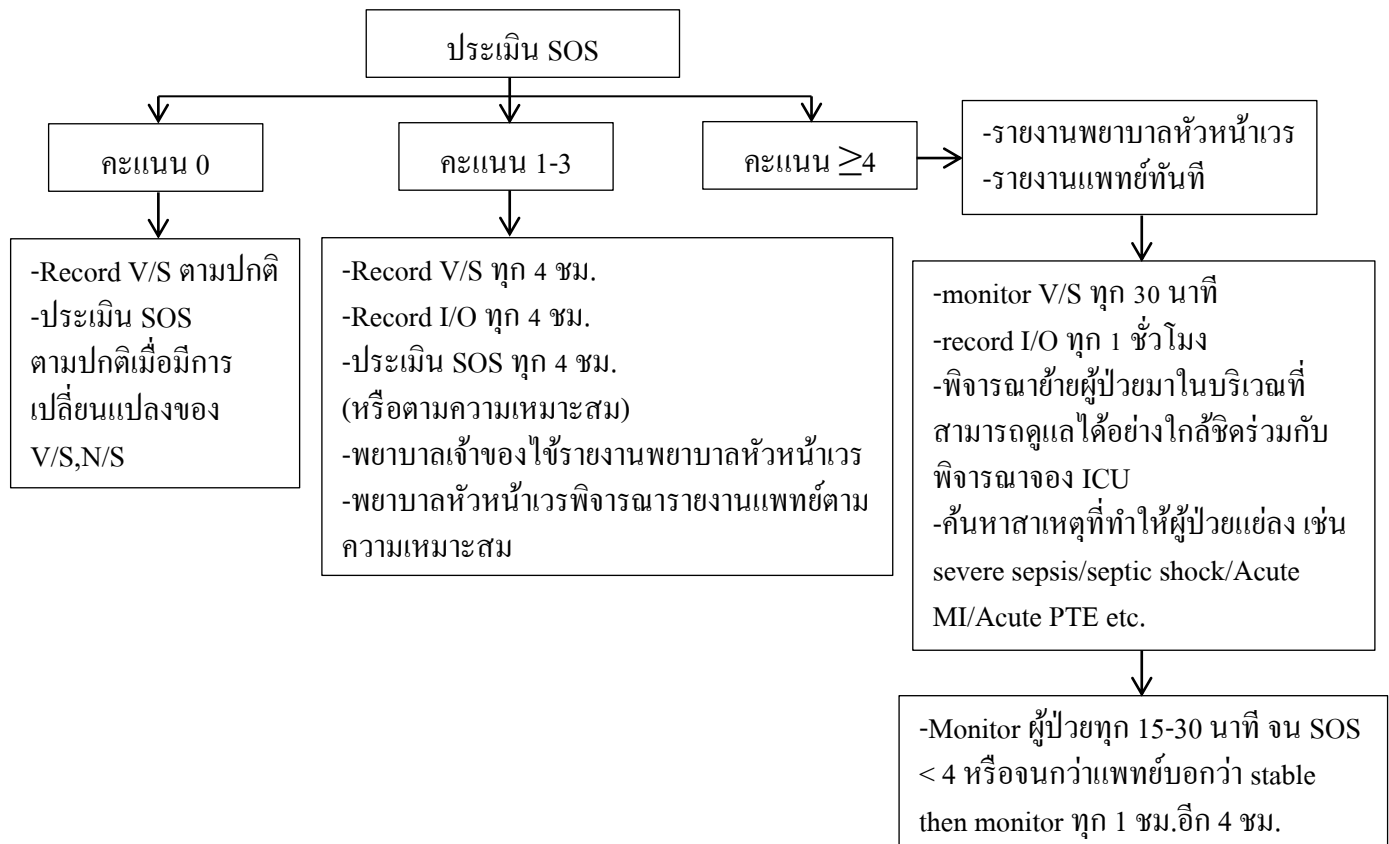 ประเมิน SOS
คะแนน 0
คะแนน 1-3
คะแนน ≥4
-รายงานพยาบาลหัวหน้าเวร
-รายงานแพทย์ทันที
-Record V/S ตามปกติ
-ประเมิน SOS
ตามปกติเมื่อมีการ
เปลี่ยนแปลงของ
V/S,N/S
-Record V/S ทุก 4 ชม.
-Record I/O ทุก 4 ชม.
-ประเมิน SOS ทุก 4 ชม.
(หรือตามความเหมาะสม)
-พยาบาลเจ้าของไข้รายงานพยาบาลหัวหน้าเวร
-พยาบาลหัวหน้าเวรพิจารณารายงานแพทย์ตาม
ความเหมาะสม
-monitor V/S ทุก 30 นาที
-record I/O ทุก 1 ชั่วโมง
-พิจารณาย้ายผู้ป่วยมาในบริเวณที่
สามารถดูแลได้อย่างใกล้ชิดร่วมกับ
พิจารณาจอง ICU
-ค้นหาสาเหตุที่ทำให้ผู้ป่วยแย่ลง เช่น
severe sepsis/septic shock/Acute
MI/Acute PTE etc.
-Monitor ผู้ป่วยทุก 15-30 นาที จน SOS
< 4 หรือจนกว่าแพทย์บอกว่า stable
then monitor ทุก 1 ชม.อีก 4 ชม.